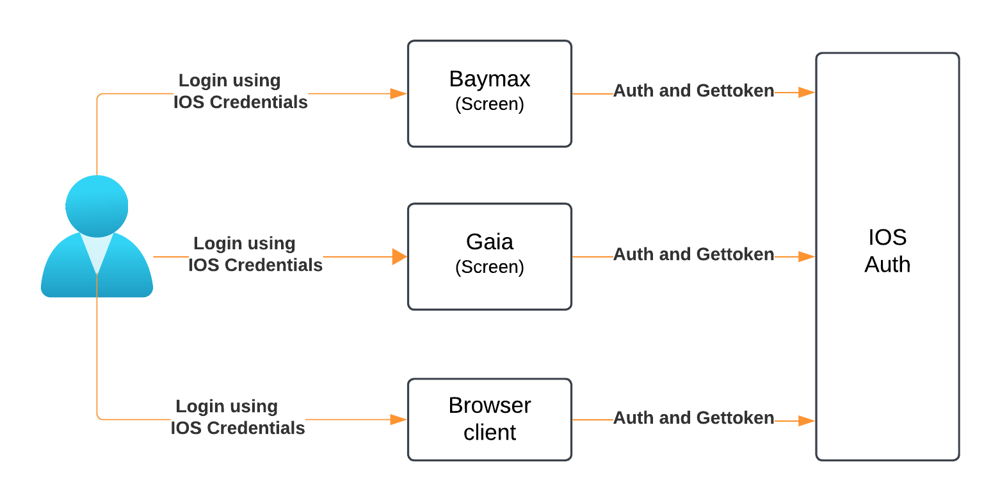 Login using
IOS Credentials
Baymax
(Screen)
Auth and Gettoken
Login using
IOS Credentials
Gaia
(Screen)
Auth and Gettoken
IOS
Auth
Login using
IOS Credentials
Browser
client
Auth and Gettoken